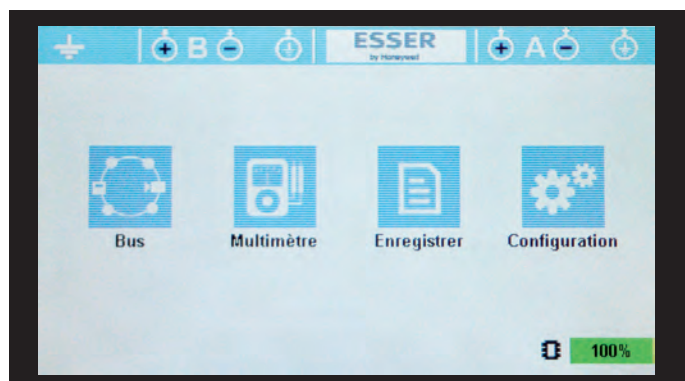 B
ESSER
by Honeywell
A
Bus
Multimètre
Enregistrer
Configuration
100%